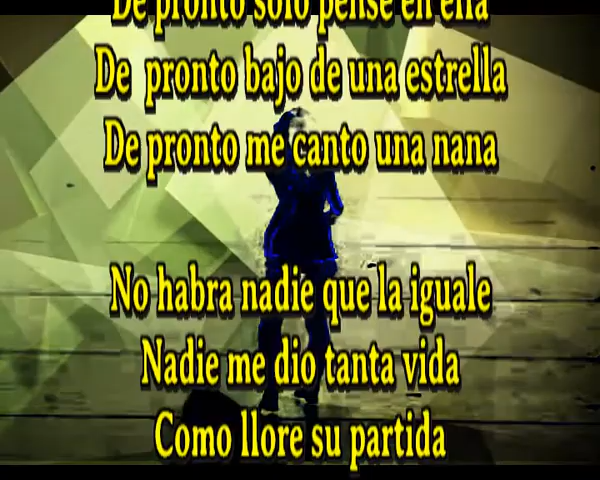 De pronto solo pense en ella
De pronto bajo de una estrella
De pronto me canto una nana
No habra nadie que la iguale
Nadie me dio tanta vida
Como llore su partida